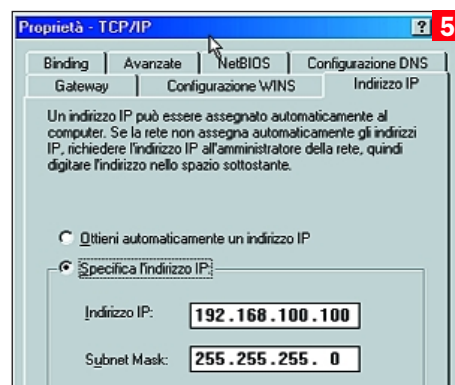 Proprietà - TCP/IP ? 5
Binding Avanzate NetBIOS Configurazione DNS
Gateway Configurazione WINS Indirizzo IP
Un indirizzo IP può essere assegnato automaticamente al
computer. Se la rete non assegna automaticamente gli indirizzi
IP, richiedere l'indirizzo IP all'amministratore della rete, quindi
digitare l'indirizzo nello spazio sottostante.
Ottieni automaticamente un indirizzo IP
Specifica l'indirizzo IP:
Indirizzo IP: 192.168.100.100
Subnet Mask: 255.255.255. 0